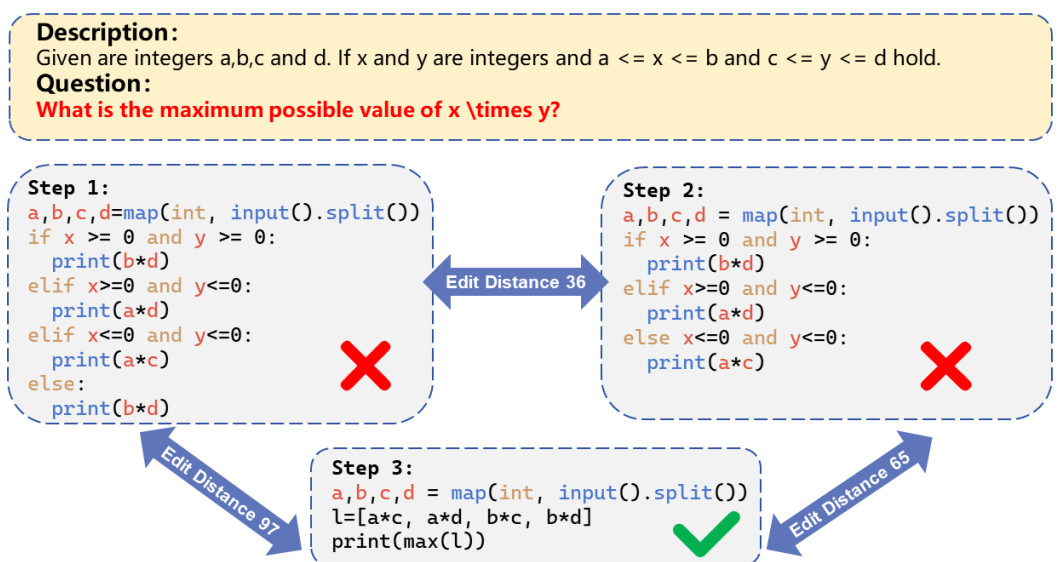 Description:
Given are integers a,b,c and d. If x and y are integers and a <= x <= b and c <= y <= d hold.
Question:
What is the maximum possible value of x \times y?
Step 1:
a,b,c,d=map(int, input().split())
if x >= 0 and y >= 0:
  print(b*d)
elif x>=0 and y<=0:
  print(a*d)
elif x<=0 and y<=0:
  print(a*c)
else:
  print(b*d)
Edit Distance 36
Step 2:
a,b,c,d = map(int, input().split())
if x >= 0 and y >= 0:
  print(b*d)
elif x>=0 and y<=0:
  print(a*d)
else x<=0 and y<=0:
  print(a*c)
Edit Distance 97
Step 3:
a,b,c,d = map(int, input().split())
l=[a*c, a*d, b*c, b*d]
print(max(l))
Edit Distance 65